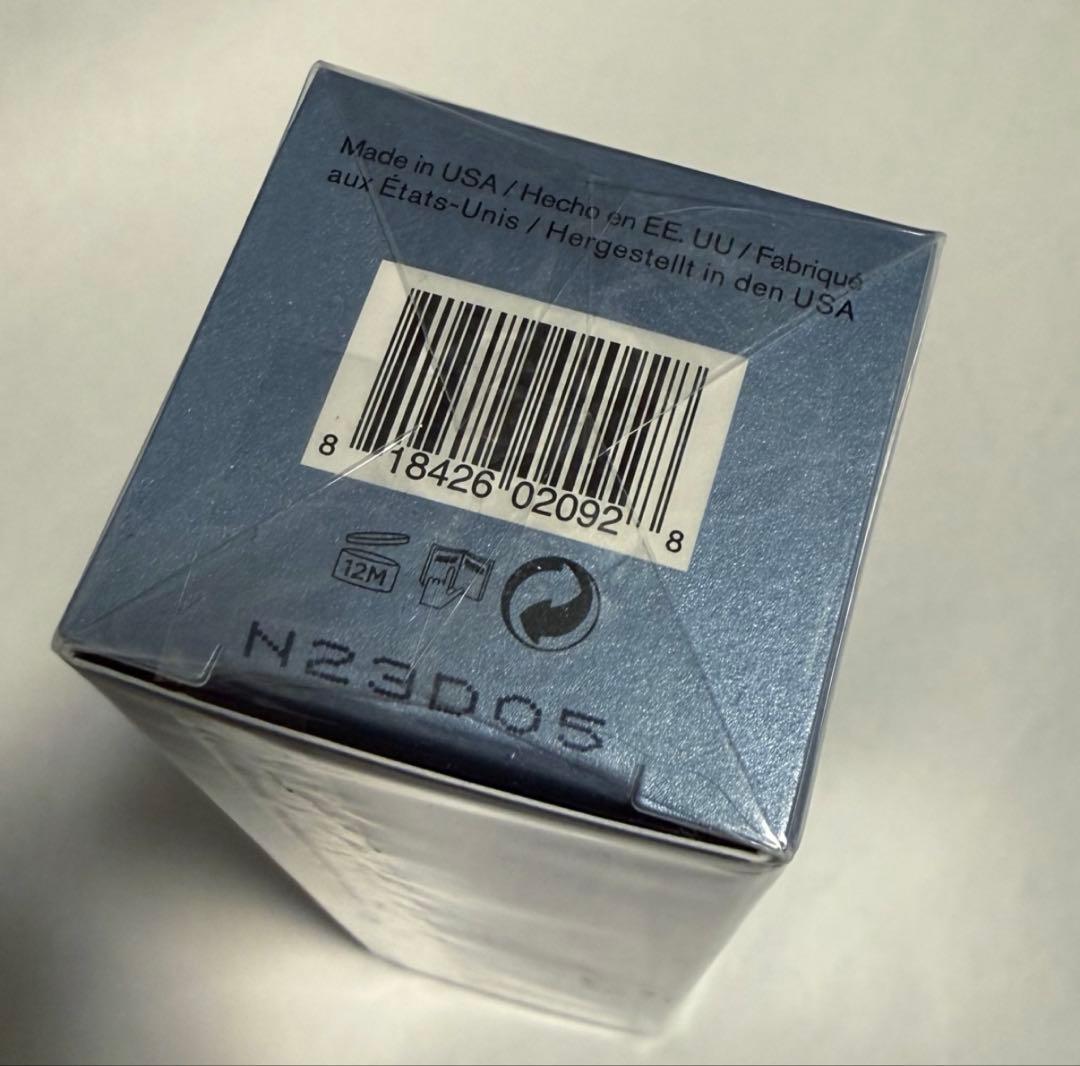 Made in USA / Hecho en EE. UU / Fabriqué
aux États-Unis / Hergestellt in den USA
8 18426 02092 8
12M
N23D05